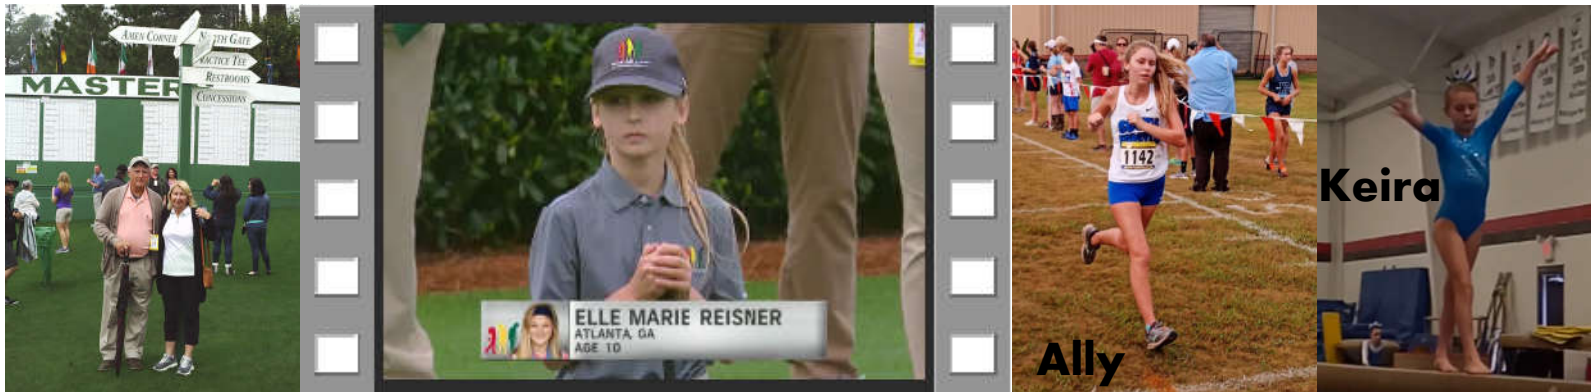 AMEN CORNER
NORTH GATE
PRACTICE TEE
RESTROOMS
CONCESSIONS
MASTER
ELLE MARIE REISNER
ATLANTA, GA
AGE 10
1142
Ally
Keira